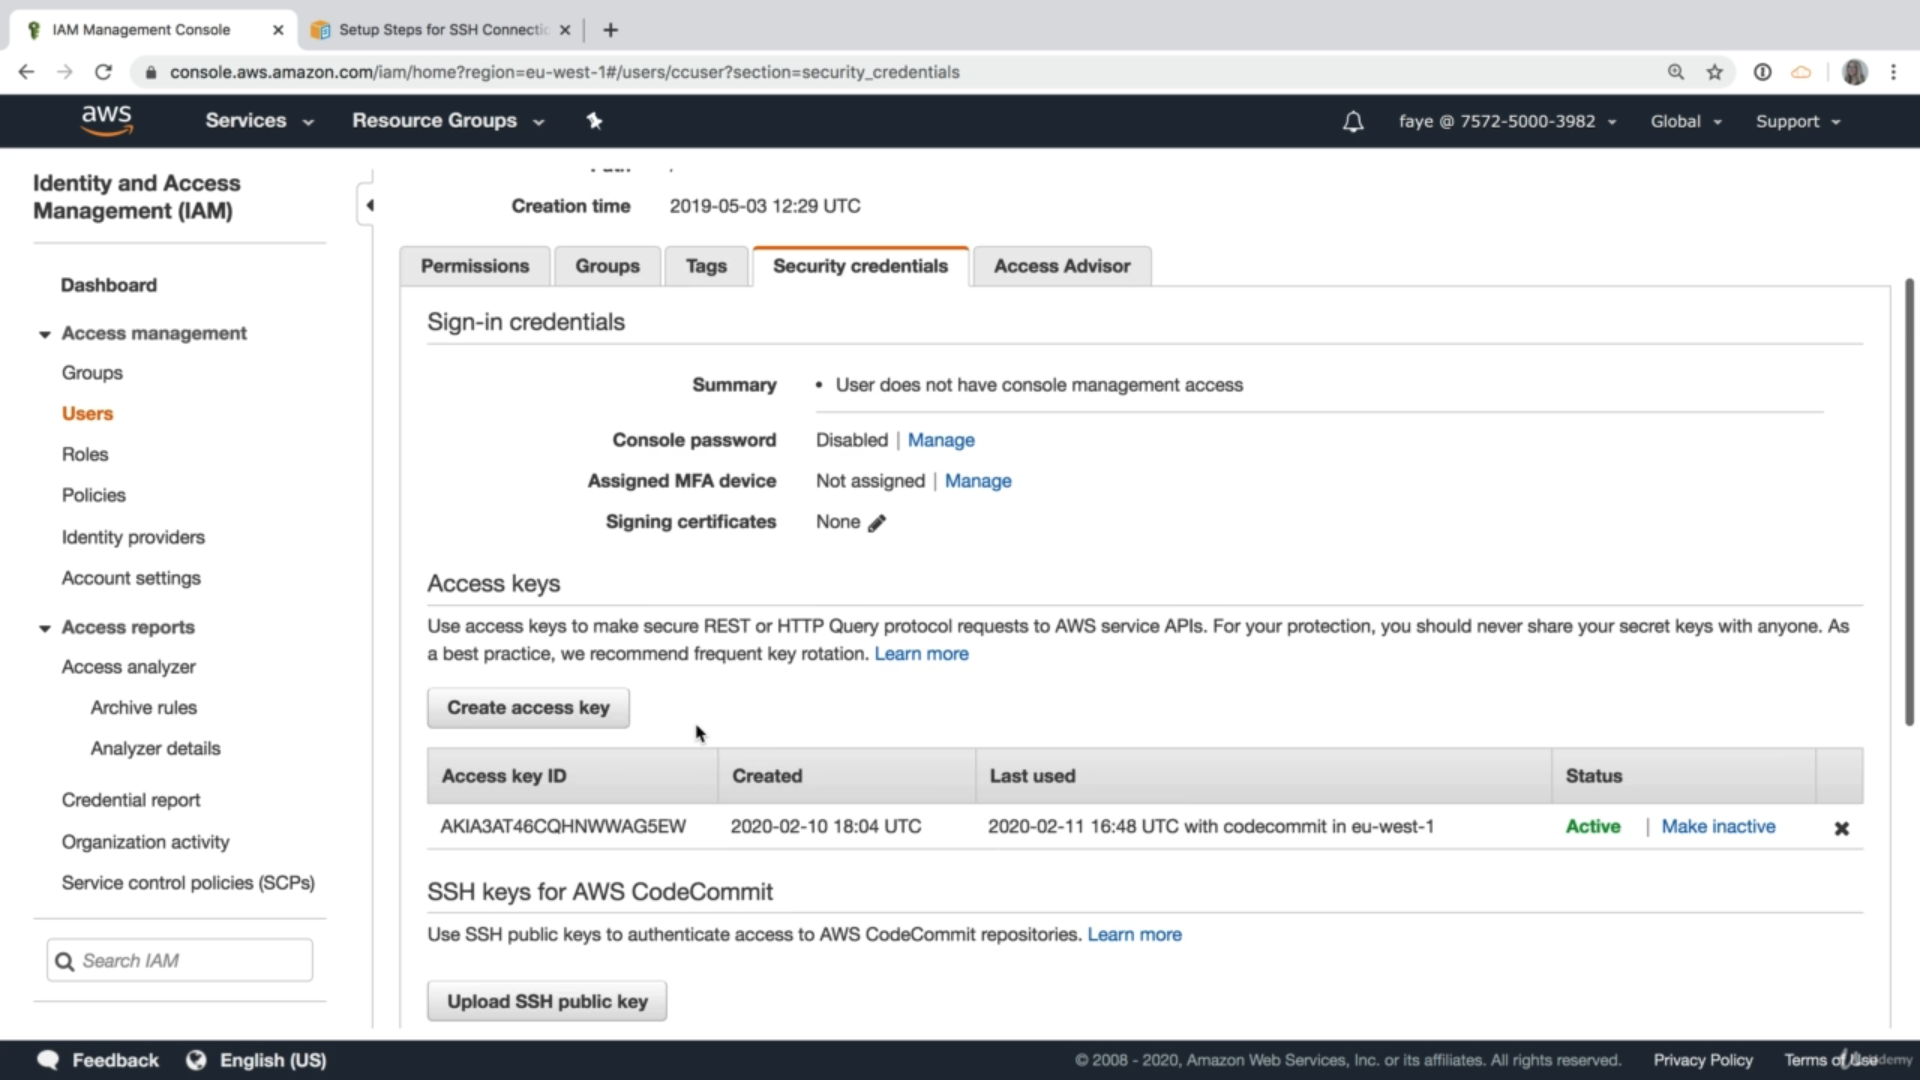 IAM Management Console
Setup Steps for SSH Connectio
console.aws.amazon.com/iam/home?region=eu-west-1#/users/ccuser?section=security_credentials
aws
Services
Resource Groups
faye @ 7572-5000-3982
Global
Support
Identity and Access
Management (IAM)
Dashboard
Access management
Groups
Users
Roles
Policies
Identity providers
Account settings
Access reports
Access analyzer
Archive rules
Analyzer details
Credential report
Organization activity
Service control policies (SCPs)
Search IAM
Creation time 2019-05-03 12:29 UTC
Permissions
Groups
Tags
Security credentials
Access Advisor
Sign-in credentials
Summary • User does not have console management access
Console password Disabled | Manage
Assigned MFA device Not assigned | Manage
Signing certificates None
Access keys
Use access keys to make secure REST or HTTP Query protocol requests to AWS service APIs. For your protection, you should never share your secret keys with anyone. As
a best practice, we recommend frequent key rotation. Learn more
Create access key
Access key ID Created Last used Status
AKIA3AT46CQHNWWAG5EW 2020-02-10 18:04 UTC 2020-02-11 16:48 UTC with codecommit in eu-west-1 Active | Make inactive
SSH keys for AWS CodeCommit
Use SSH public keys to authenticate access to AWS CodeCommit repositories. Learn more
Upload SSH public key
Feedback
English (US)
© 2008 - 2020, Amazon Web Services, Inc. or its affiliates. All rights reserved.
Privacy Policy
Terms of Use